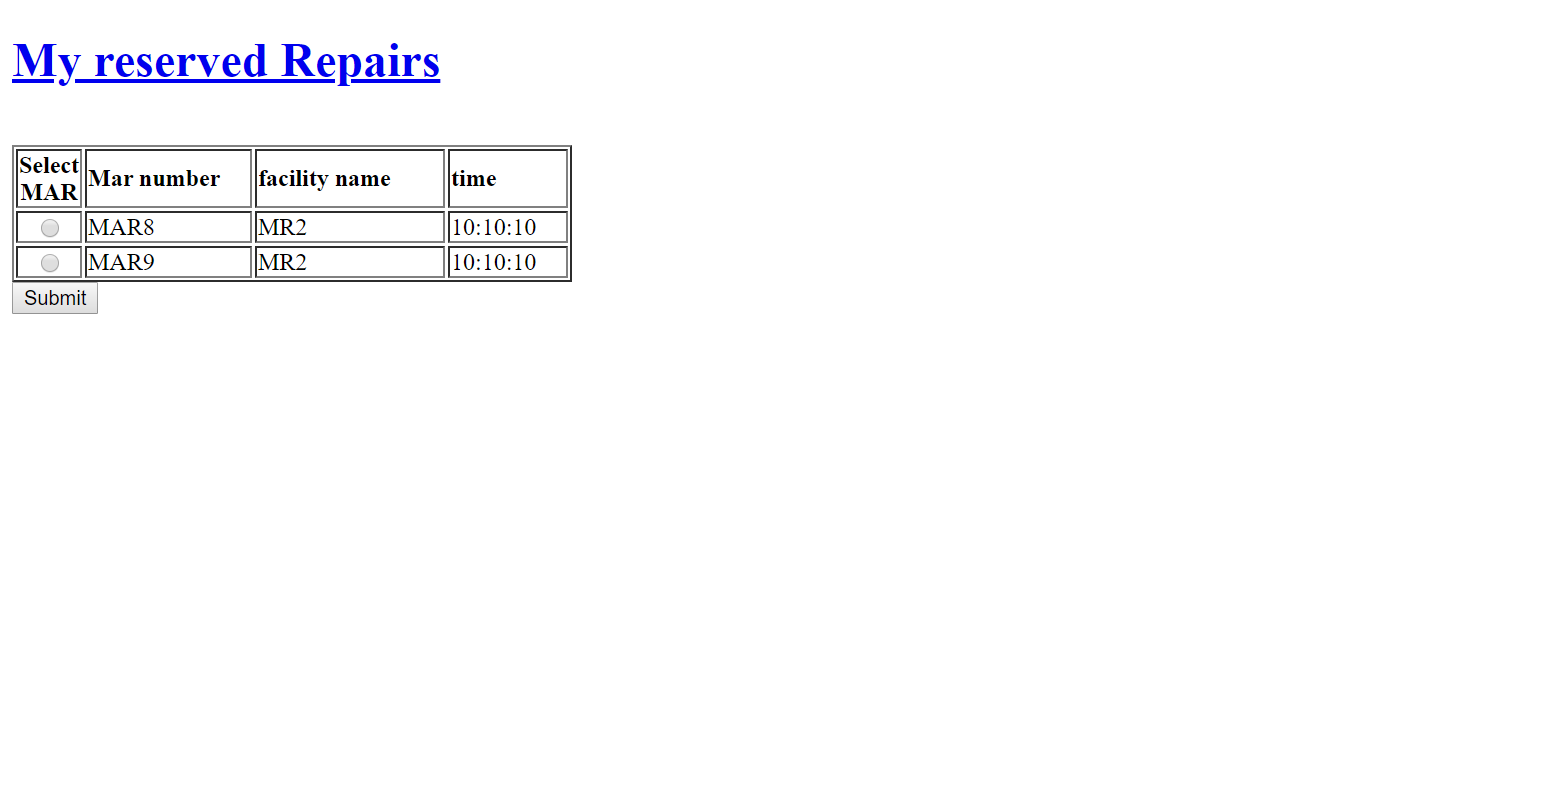 My reserved Repairs
Select MAR Mar number facility name time
MAR8 MR2 10:10:10
MAR9 MR2 10:10:10
Submit